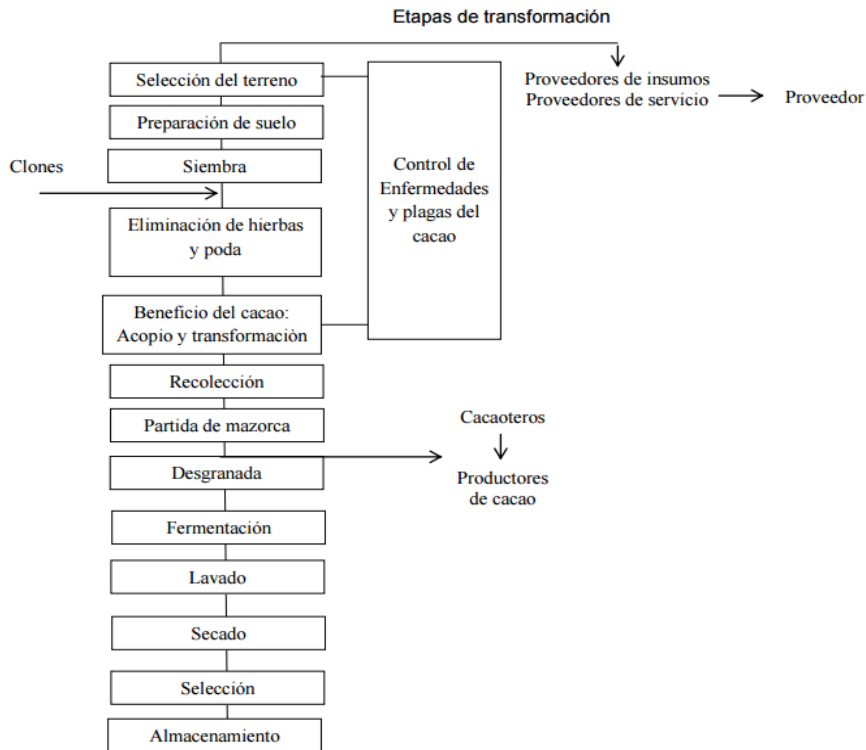 Etapas de transformación
Selección del terreno
Proveedores de insumos
Proveedores de servicio
Proveedor
Preparación de suelo
Clones
Siembra
Control de
Enfermedades
y plagas del
cacao
Eliminación de hierbas
y poda
Beneficio del cacao:
Acopio y transformaciòn
Recolección
Partida de mazorca
Cacaoteros
Productores
de cacao
Desgranada
Fermentación
Lavado
Secado
Selección
Almacenamiento